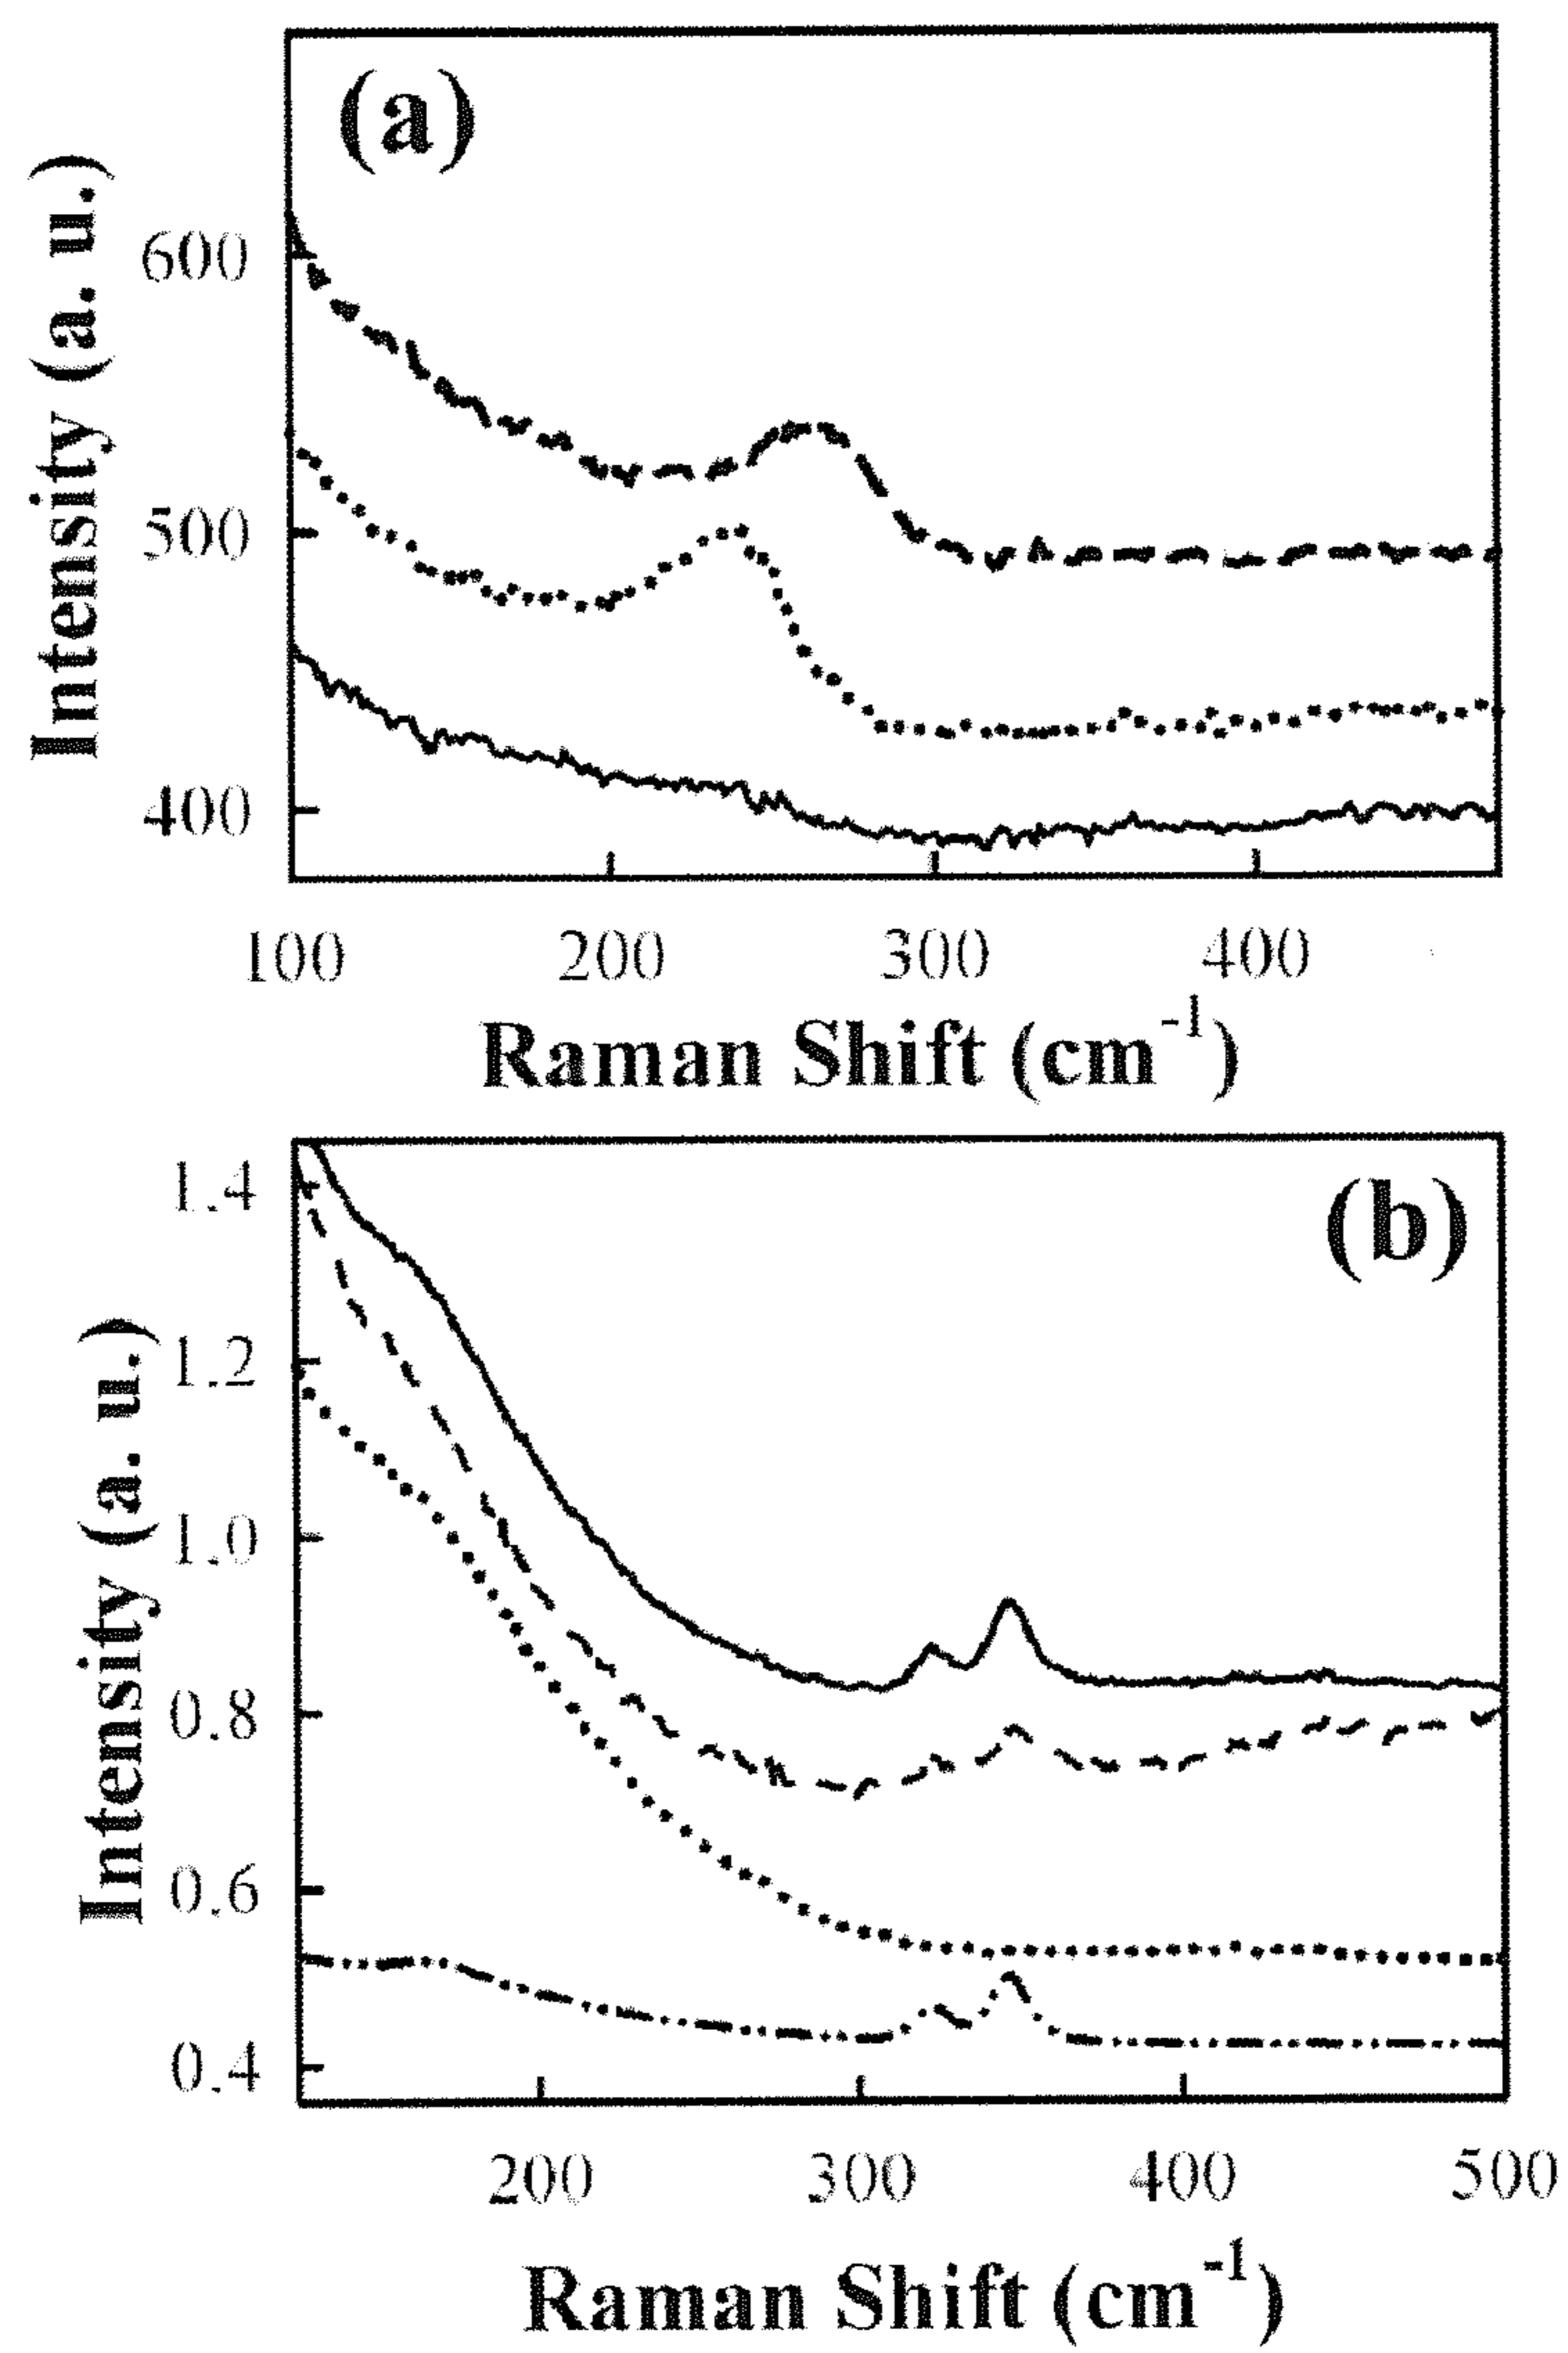 (a)
Intensity (a. u.)
600
500
400
100 200 300 400
Raman Shift (cm-1)
(b)
Intensity (a. u.)
1.4
1.2
1.0
0.8
0.6
0.4
200 300 400 500
Raman Shift (cm-1)